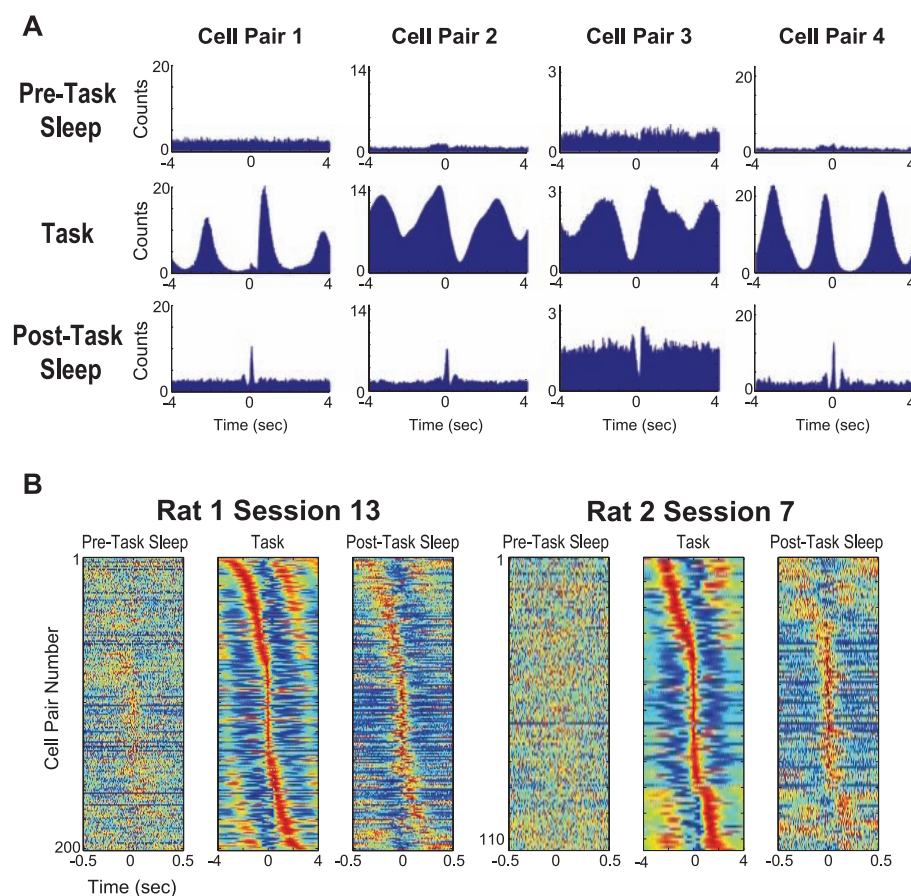 A
Cell Pair 1 Cell Pair 2 Cell Pair 3 Cell Pair 4
Pre-Task
Sleep
Counts
20
0
-4 0 4
14
0
-4 0 4
3
0
-4 0 4
20
0
-4 0 4
Task
Counts
20
0
-4 0 4
14
0
-4 0 4
3
0
-4 0 4
20
0
-4 0 4
Post-Task
Sleep
Counts
20
0
-4 0 4
14
0
-4 0 4
3
0
-4 0 4
20
0
-4 0 4
Time (sec) Time (sec) Time (sec) Time (sec)
B
Rat 1 Session 13 Rat 2 Session 7
Pre-Task Sleep Task Post-Task Sleep Pre-Task Sleep Task Post-Task Sleep
1 1
Cell Pair Number
200 110
-0.5 0 0.5 -4 0 4 -0.5 0 0.5 -0.5 0 0.5 -4 0 4 -0.5 0 0.5
Time (sec)